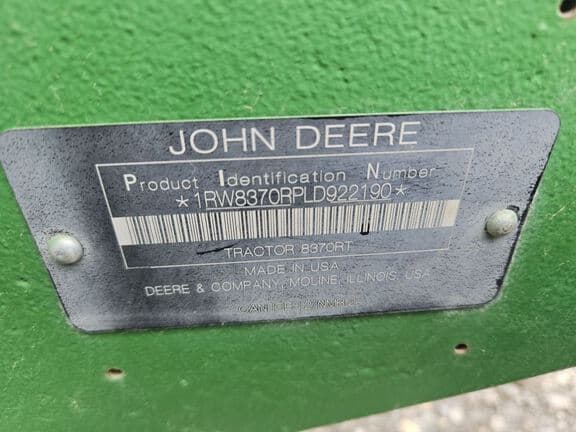 JOHN DEERE
Product Identification Number
*1RW8370RPLD922190*
TRACTOR 8370RT
MADE IN USA
DEERE & COMPANY, MOLINE, ILLINOIS, USA